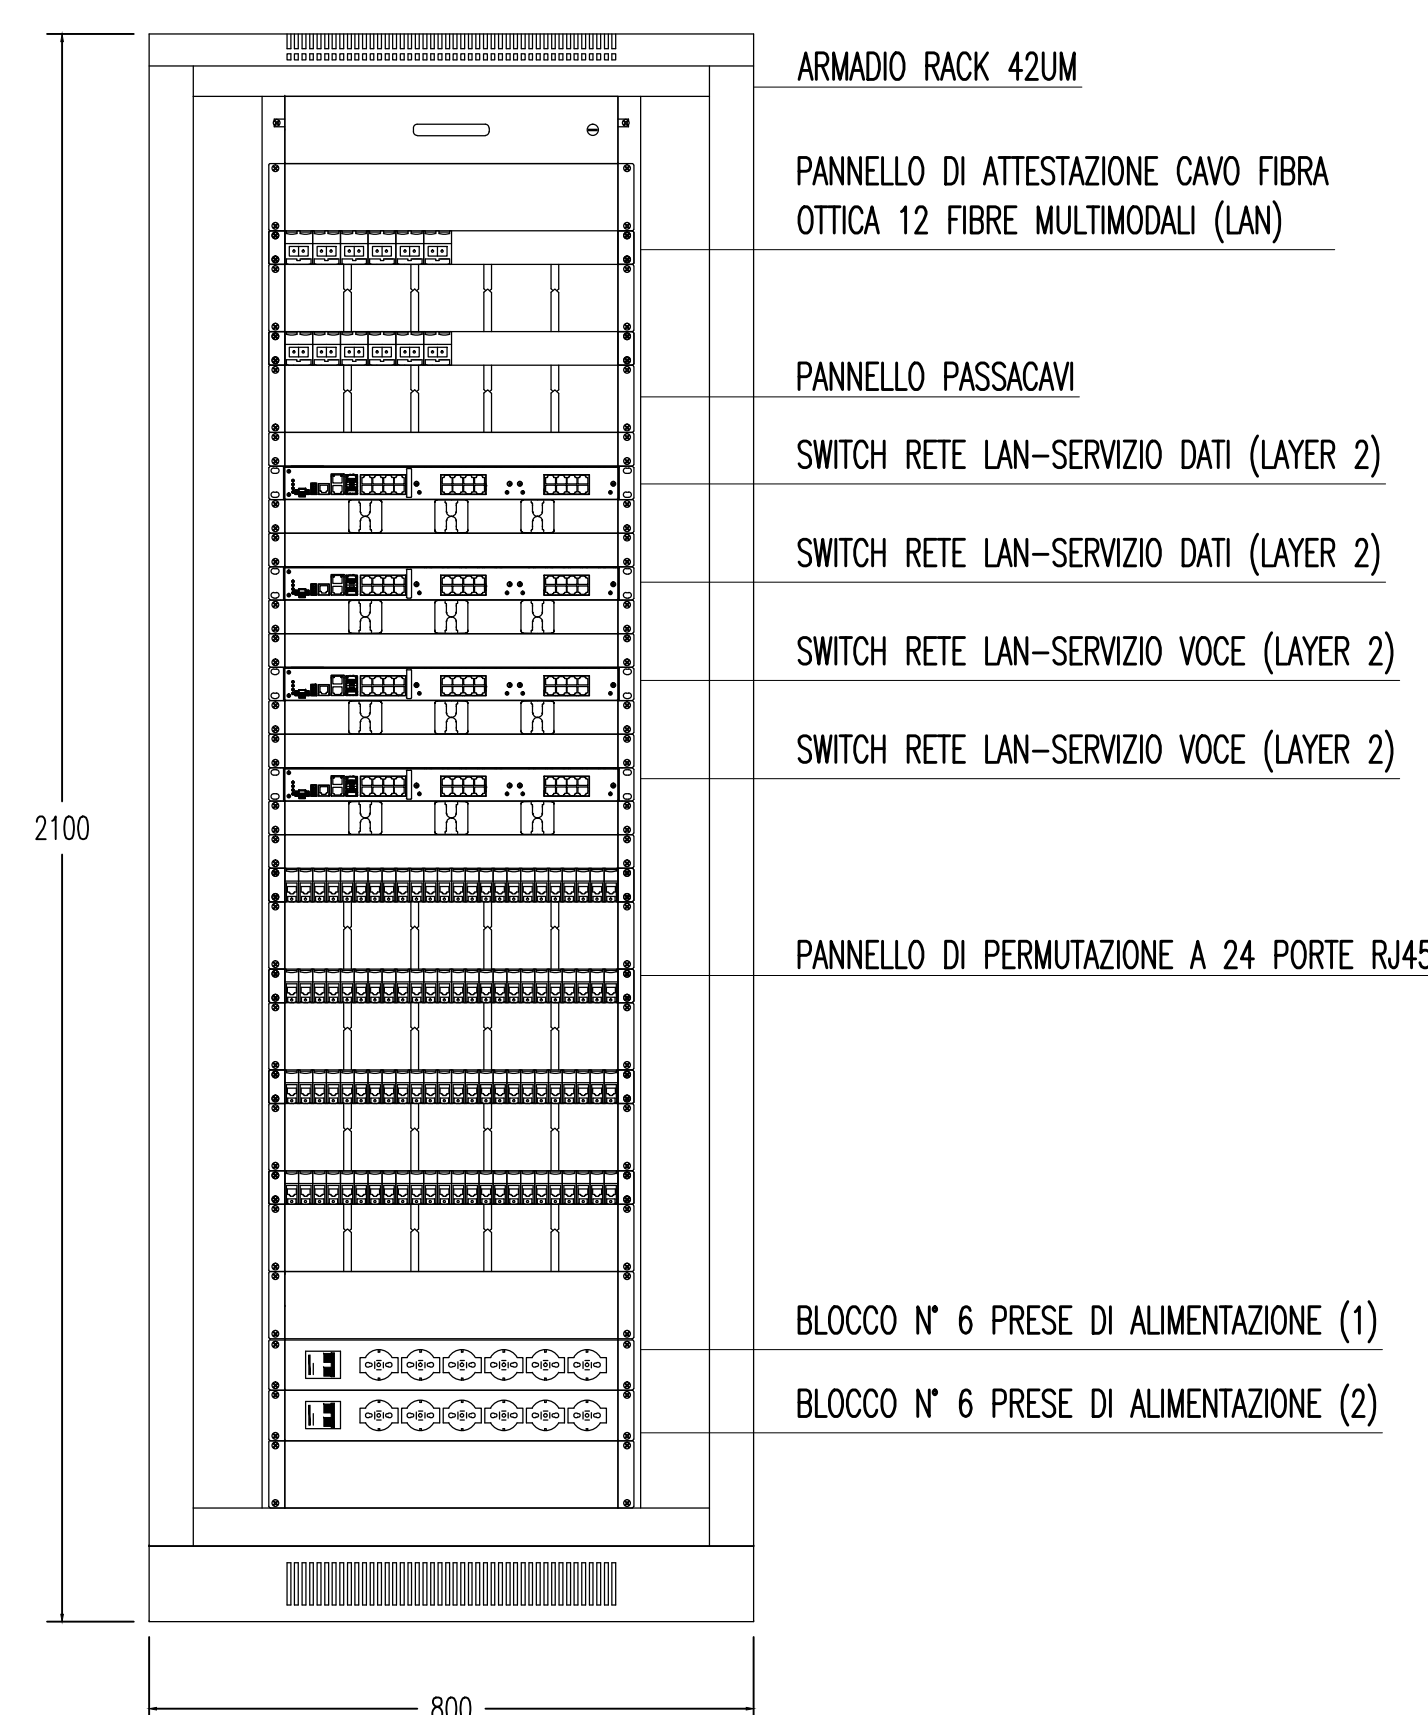 ARMADIO RACK 42UM
PANNELLO DI ATTESTAZIONE CAVO FIBRA
OTTICA 12 FIBRE MULTIMODALI (LAN)
PANNELLO PASSACAVI
SWITCH RETE LAN-SERVIZIO DATI (LAYER 2)
SWITCH RETE LAN-SERVIZIO DATI (LAYER 2)
SWITCH RETE LAN-SERVIZIO VOCE (LAYER 2)
SWITCH RETE LAN-SERVIZIO VOCE (LAYER 2)
2100
PANNELLO DI PERMUTAZIONE A 24 PORTE RJ45
BLOCCO N° 6 PRESE DI ALIMENTAZIONE (1)
BLOCCO N° 6 PRESE DI ALIMENTAZIONE (2)
800